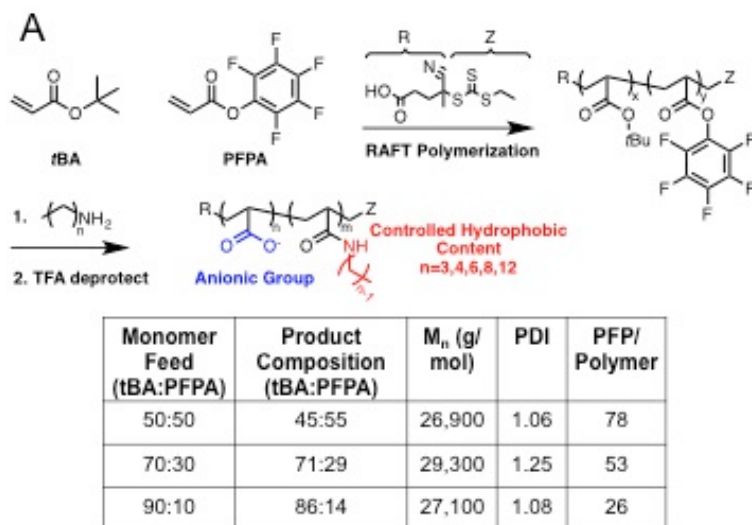 A
R Z
N
HO O S S S
O O
tBA
O O F F F F F
PFPA
RAFT Polymerization
R x y Z
O O O O
tBu
F F F F F
1. n NH2
2. TFA deprotect
R n m Z
O O- O NH
Anionic Group
Controlled Hydrophobic
Content
n=3,4,6,8,12
n-1
Monomer Feed (tBA:PFPA) Product Composition (tBA:PFPA) Mn (g/mol) PDI PFP/Polymer
50:50 45:55 26,900 1.06 78
70:30 71:29 29,300 1.25 53
90:10 86:14 27,100 1.08 26